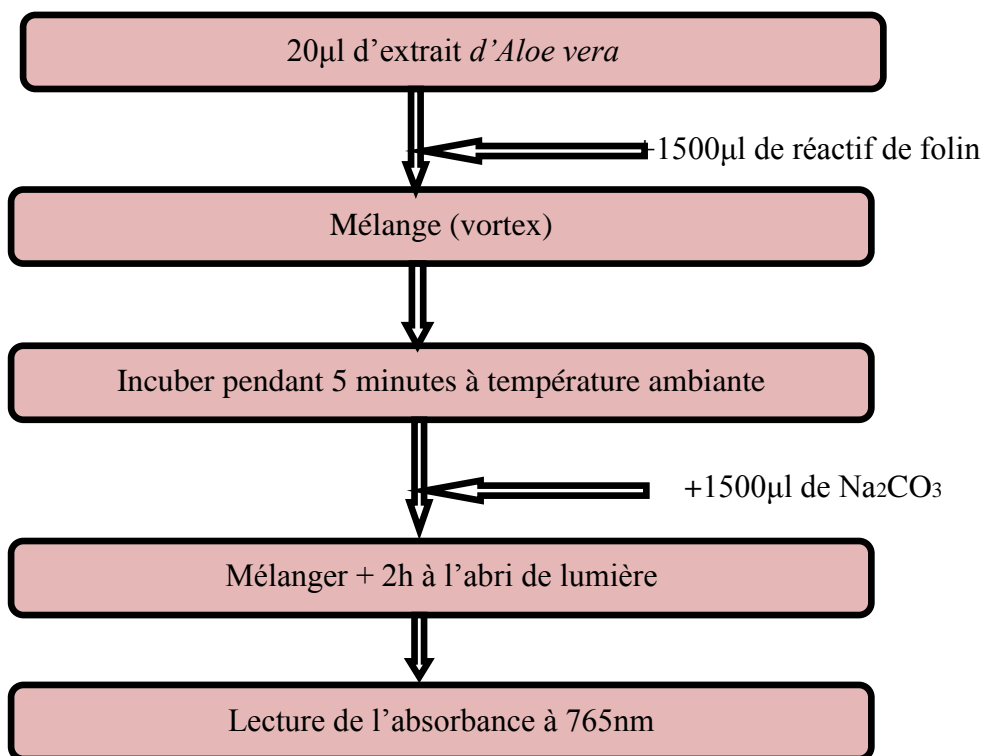 20μl d’extrait d’Aloe vera
+1500μl de réactif de folin
Mélange (vortex)
Incuber pendant 5 minutes à température ambiante
+1500μl de Na2CO3
Mélanger + 2h à l’abri de lumière
Lecture de l’absorbance à 765nm